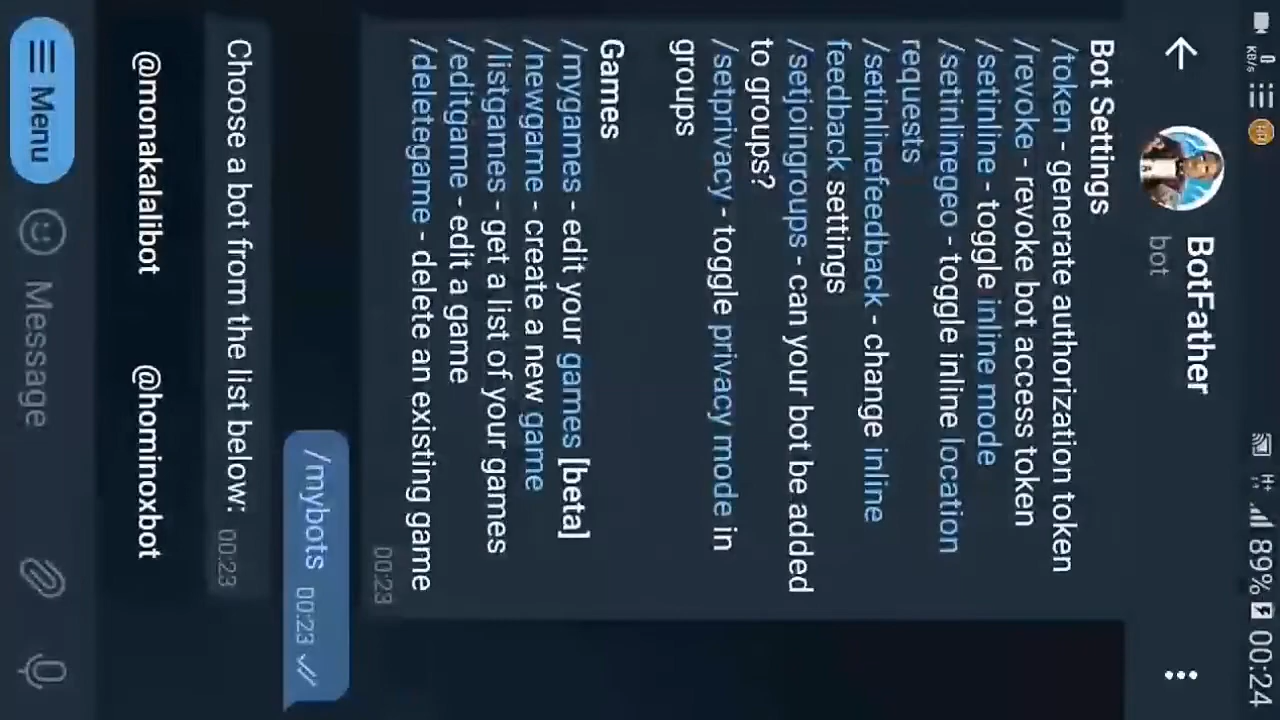 0
KB/s
H+
89%
00:24
BotFather
bot
Bot Settings
/token - generate authorization token
/revoke - revoke bot access token
/setinline - toggle inline mode
/setinlinegeo - toggle inline location
requests
/setinlinefeedback - change inline
feedback settings
/setjoingroups - can your bot be added
to groups?
/setprivacy - toggle privacy mode in
groups
Games
/mygames - edit your games [beta]
/newgame - create a new game
/listgames - get a list of your games
/editgame - edit a game
/deletegame - delete an existing game
00:23
/mybots 00:23
Choose a bot from the list below:
00:23
@monakalalibot @hominoxbot
Menu
Message